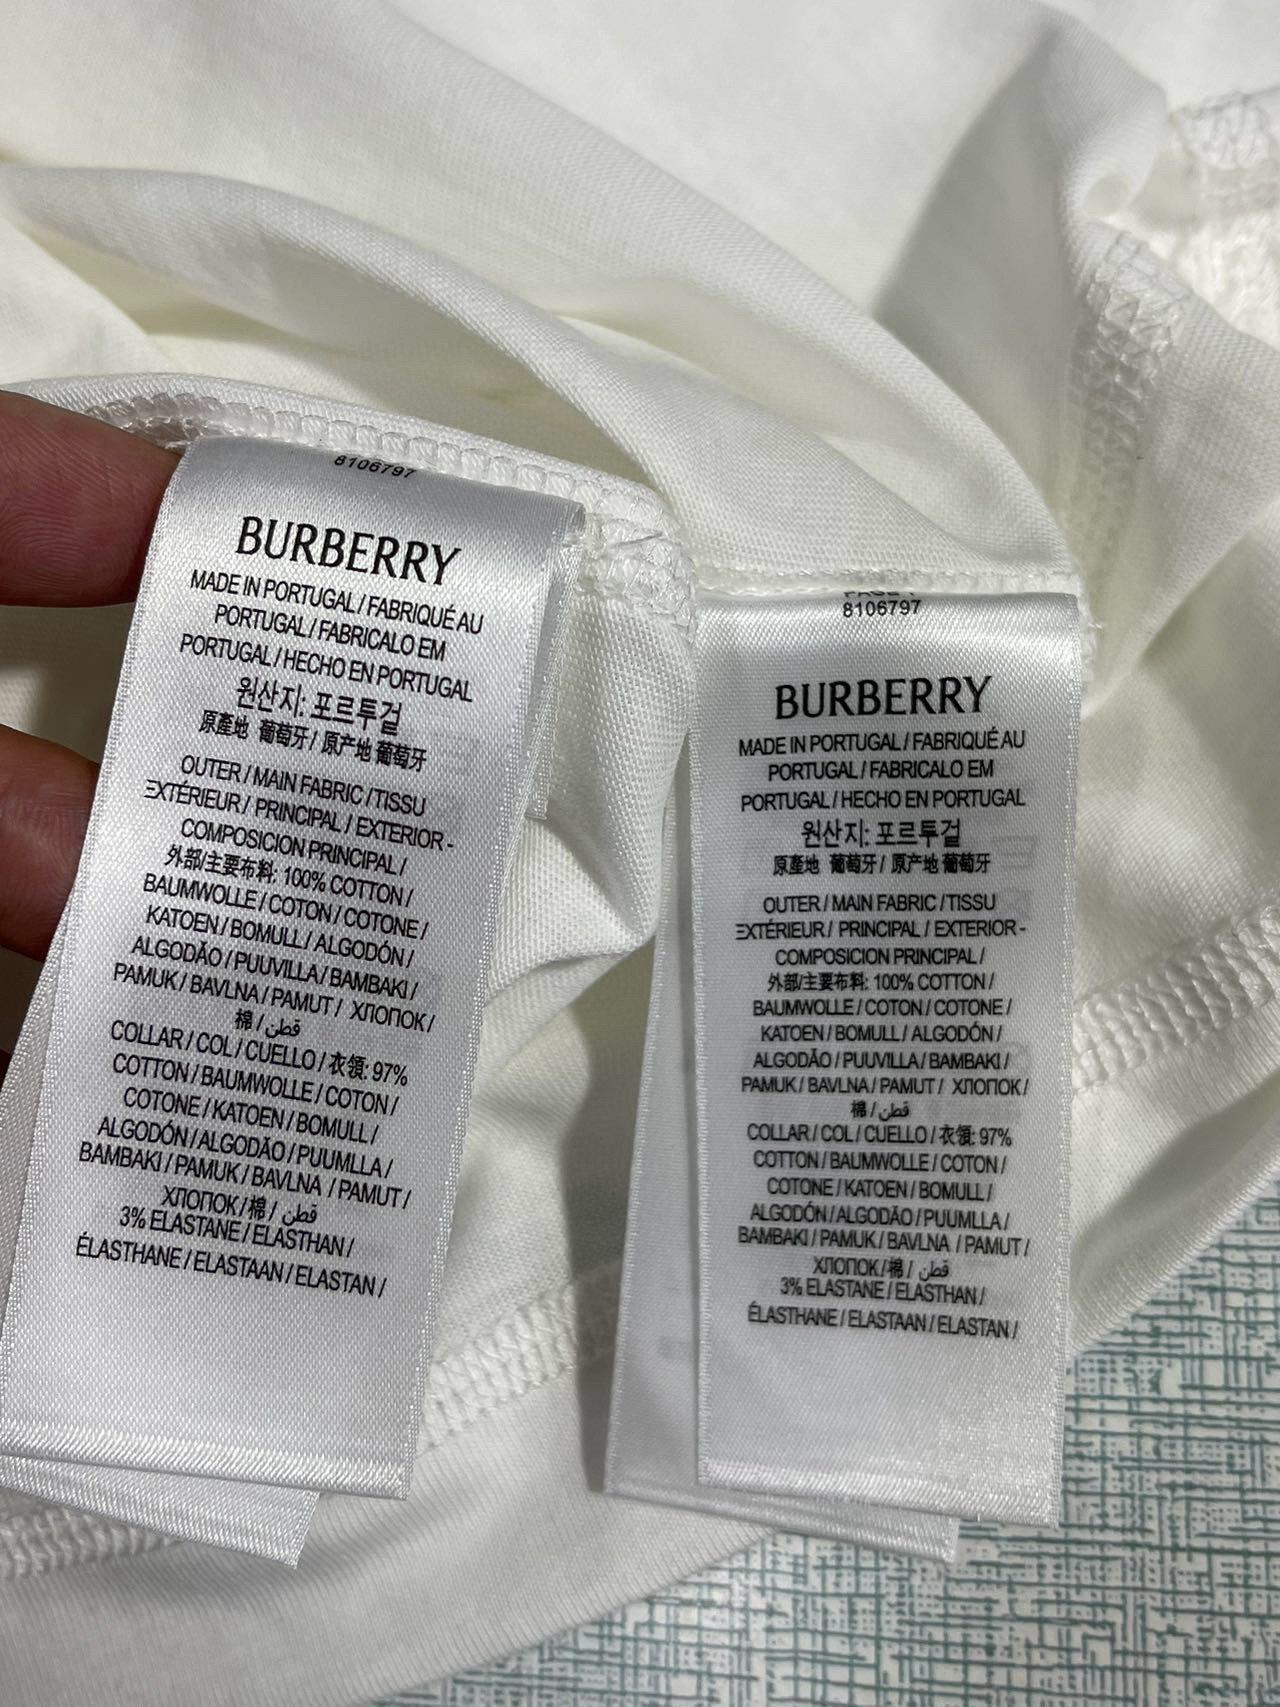 8106797
BURBERRY
MADE IN PORTUGAL / FABRIQUÉ AU
PORTUGAL / FABRICALO EM
PORTUGAL / HECHO EN PORTUGAL
원산지: 포르투걸
原產地 葡萄牙 / 原产地 葡萄牙
OUTER / MAIN FABRIC / TISSU
EXTÉRIEUR / PRINCIPAL / EXTERIOR -
COMPOSICION PRINCIPAL /
外部/主要布料: 100% COTTON /
BAUMWOLLE / COTON / COTONE /
KATOEN / BOMULL / ALGODÓN /
ALGODÃO / PUUVILLA / BAMBAKI /
PAMUK / BAVLNA / PAMUT / ХЛОПОК /
棉 / قطن /
COLLAR / COL / CUELLO / 衣領: 97%
COTTON / BAUMWOLLE / COTON /
COTONE / KATOEN / BOMULL /
ALGODÓN / ALGODÃO / PUUMLLA /
BAMBAKI / PAMUK / BAVLNA / PAMUT /
ХЛОПОК / 棉 / قطن
3% ELASTANE / ELASTHAN /
ÉLASTHANE / ELASTAAN / ELASTAN /
8106797
BURBERRY
MADE IN PORTUGAL / FABRIQUÉ AU
PORTUGAL / FABRICALO EM
PORTUGAL / HECHO EN PORTUGAL
원산지: 포르투걸
原產地 葡萄牙 / 原产地 葡萄牙
OUTER / MAIN FABRIC / TISSU
EXTÉRIEUR / PRINCIPAL / EXTERIOR -
COMPOSICION PRINCIPAL /
外部/主要布料: 100% COTTON /
BAUMWOLLE / COTON / COTONE /
KATOEN / BOMULL / ALGODÓN /
ALGODÃO / PUUVILLA / BAMBAKI /
PAMUK / BAVLNA / PAMUT / ХЛОПОК /
棉 / قطن /
COLLAR / COL / CUELLO / 衣領: 97%
COTTON / BAUMWOLLE / COTON /
COTONE / KATOEN / BOMULL /
ALGODÓN / ALGODÃO / PUUMLLA /
BAMBAKI / PAMUK / BAVLNA / PAMUT /
ХЛОПОК / 棉 / قطن
3% ELASTANE / ELASTHAN /
ÉLASTHANE / ELASTAAN / ELASTAN /